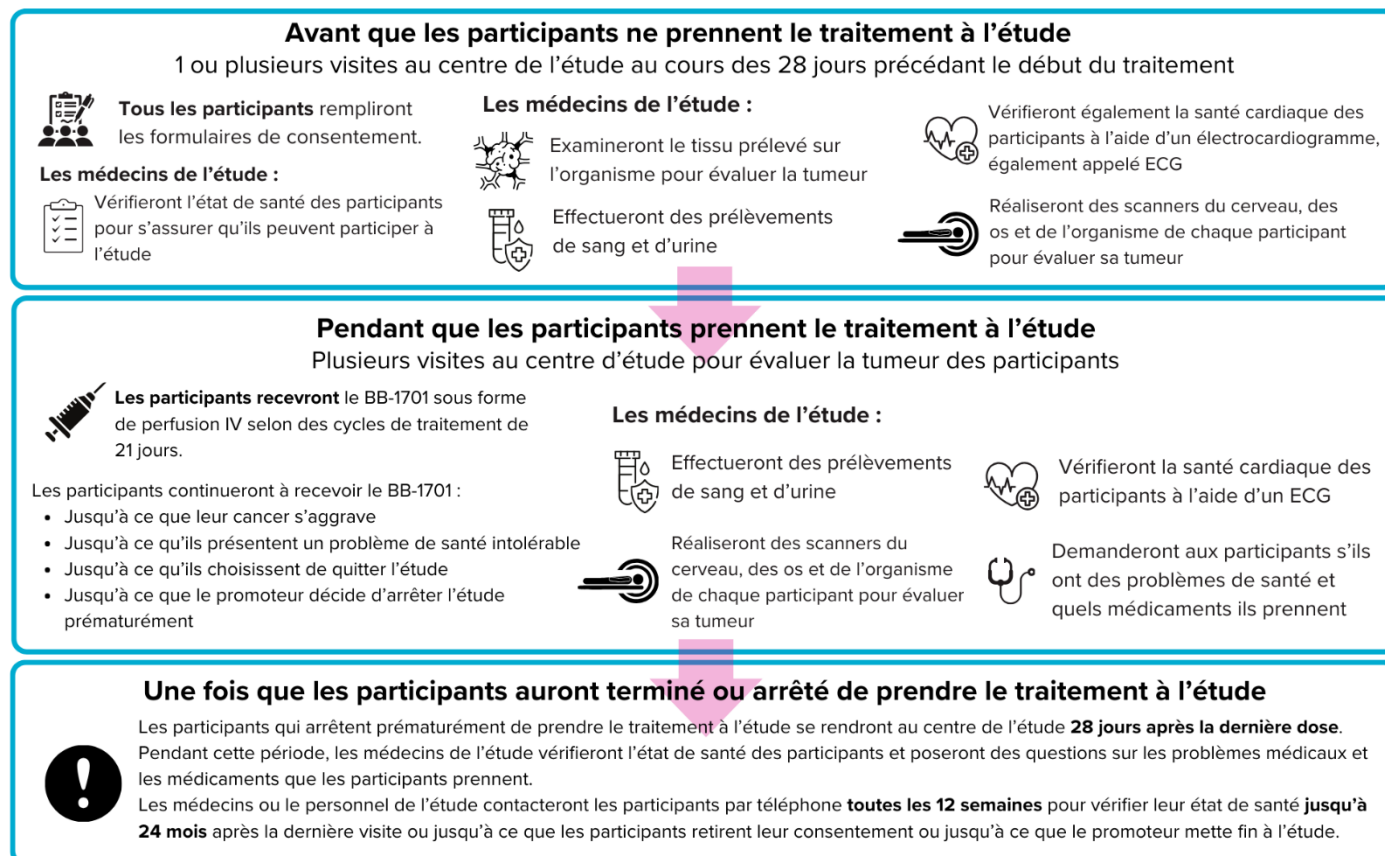 Avant que les participants ne prennent le traitement à l'étude
1 ou plusieurs visites au centre de l'étude au cours des 28 jours précédant le début du traitement
Tous les participants rempliront
les formulaires de consentement.
Les médecins de l'étude :
Vérifieront l'état de santé des participants
pour s'assurer qu'ils peuvent participer à
l'étude
Les médecins de l'étude :
Examineront le tissu prélevé sur
l'organisme pour évaluer la tumeur
Effectueront des prélèvements
de sang et d'urine
Vérifieront également la santé cardiaque des
participants à l'aide d'un électrocardiogramme,
également appelé ECG
Réaliseront des scanners du cerveau, des
os et de l'organisme de chaque participant
pour évaluer sa tumeur
Pendant que les participants prennent le traitement à l'étude
Plusieurs visites au centre d'étude pour évaluer la tumeur des participants
Les participants recevront le BB-1701 sous forme
de perfusion IV selon des cycles de traitement de
21 jours.
Les participants continueront à recevoir le BB-1701 :
• Jusqu'à ce que leur cancer s'aggrave
• Jusqu'à ce qu'ils présentent un problème de santé intolérable
• Jusqu'à ce qu'ils choisissent de quitter l'étude
• Jusqu'à ce que le promoteur décide d'arrêter l'étude
prématurément
Les médecins de l'étude :
Effectueront des prélèvements
de sang et d'urine
Réaliseront des scanners du
cerveau, des os et de l'organisme
de chaque participant pour évaluer
sa tumeur
Vérifieront la santé cardiaque des
participants à l'aide d'un ECG
Demanderont aux participants s'ils
ont des problèmes de santé et
quels médicaments ils prennent
Une fois que les participants auront terminé ou arrêté de prendre le traitement à l'étude
Les participants qui arrêtent prématurément de prendre le traitement à l'étude se rendront au centre de l'étude 28 jours après la dernière dose.
Pendant cette période, les médecins de l'étude vérifieront l'état de santé des participants et poseront des questions sur les problèmes médicaux et
les médicaments que les participants prennent.
Les médecins ou le personnel de l'étude contacteront les participants par téléphone toutes les 12 semaines pour vérifier leur état de santé jusqu'à
24 mois après la dernière visite ou jusqu'à ce que les participants retirent leur consentement ou jusqu'à ce que le promoteur mette fin à l'étude.